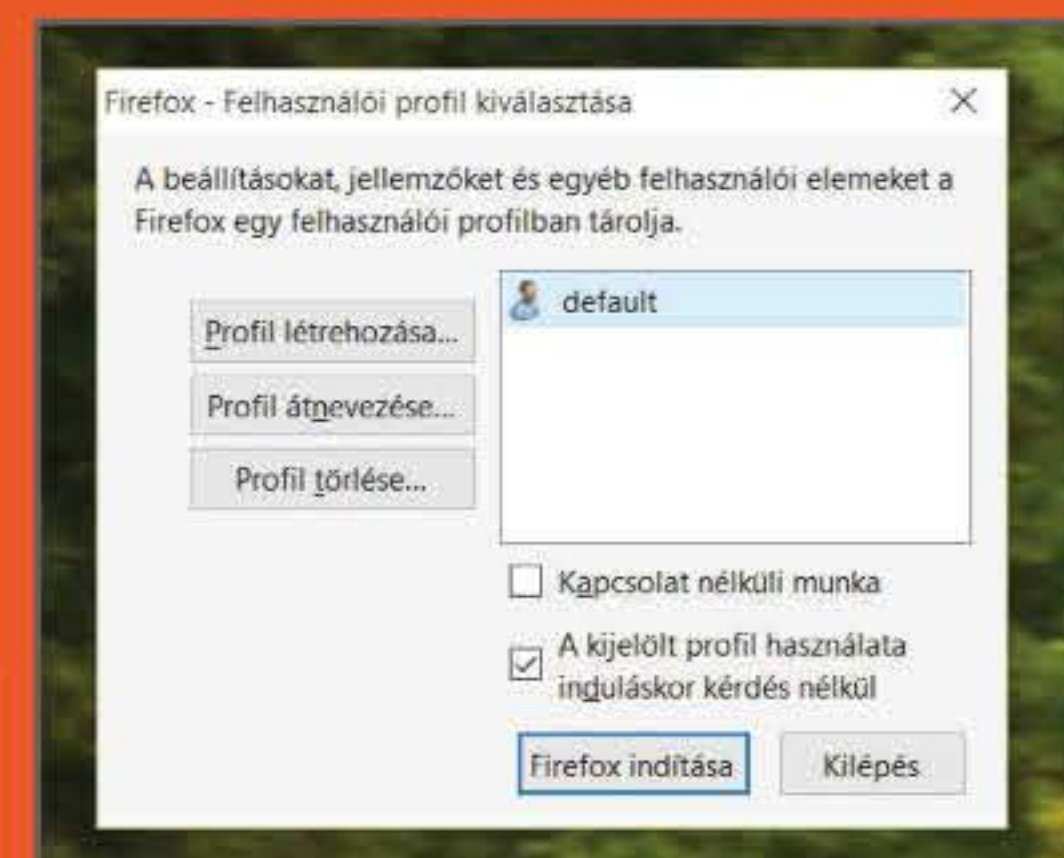 Firefox - Felhasználói profil kiválasztása
A beállításokat, jellemzőket és egyéb felhasználói elemeket a
Firefox egy felhasználói profilban tárolja.
default
Profil létrehozása...
Profil átnevezése...
Profil törlése...
Kapcsolat nélküli munka
A kijelölt profil használata
induláskor kérdés nélkül
Firefox indítása
Kilépés